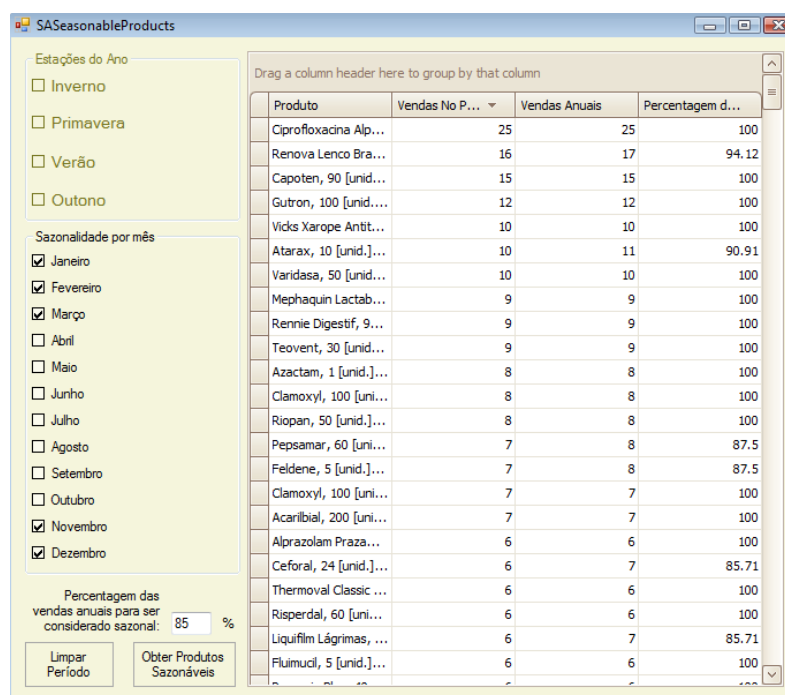 SASeasonableProducts
Estações do Ano
Inverno
Primavera
Verão
Outono
Sazonalidade por mês
Janeiro
Fevereiro
Março
Abril
Maio
Junho
Julho
Agosto
Setembro
Outubro
Novembro
Dezembro
Percentagem das
vendas anuais para ser
considerado sazonal: 85 %
Limpar
Período
Obter Produtos
Sazonáveis
Drag a column header here to group by that column
Produto Vendas No P... Vendas Anuais Percentagem d...
Ciprofloxacina Alp... 25 25 100
Renova Lenco Bra... 16 17 94.12
Capoten, 90 [unid... 15 15 100
Gutron, 100 [unid.... 12 12 100
Vicks Xarope Antit... 10 10 100
Atarax, 10 [unid.]... 10 11 90.91
Varidasa, 50 [unid... 10 10 100
Mephaquin Lactab... 9 9 100
Rennie Digestif, 9... 9 9 100
Teovent, 30 [unid... 9 9 100
Azactam, 1 [unid.]... 8 8 100
Clamoxyl, 100 [uni... 8 8 100
Riopan, 50 [unid.]... 8 8 100
Pepsamar, 60 [uni... 7 8 87.5
Feldene, 5 [unid.]... 7 8 87.5
Clamoxyl, 100 [uni... 7 7 100
Acarilbial, 200 [uni... 7 7 100
Alprazolam Praza... 6 6 100
Ceforal, 24 [unid.]... 6 7 85.71
Thermoval Classic ... 6 6 100
Risperdal, 60 [uni... 6 6 100
Liquifilm Lágrimas, ... 6 7 85.71
Fluimucil, 5 [unid.]... 6 6 100